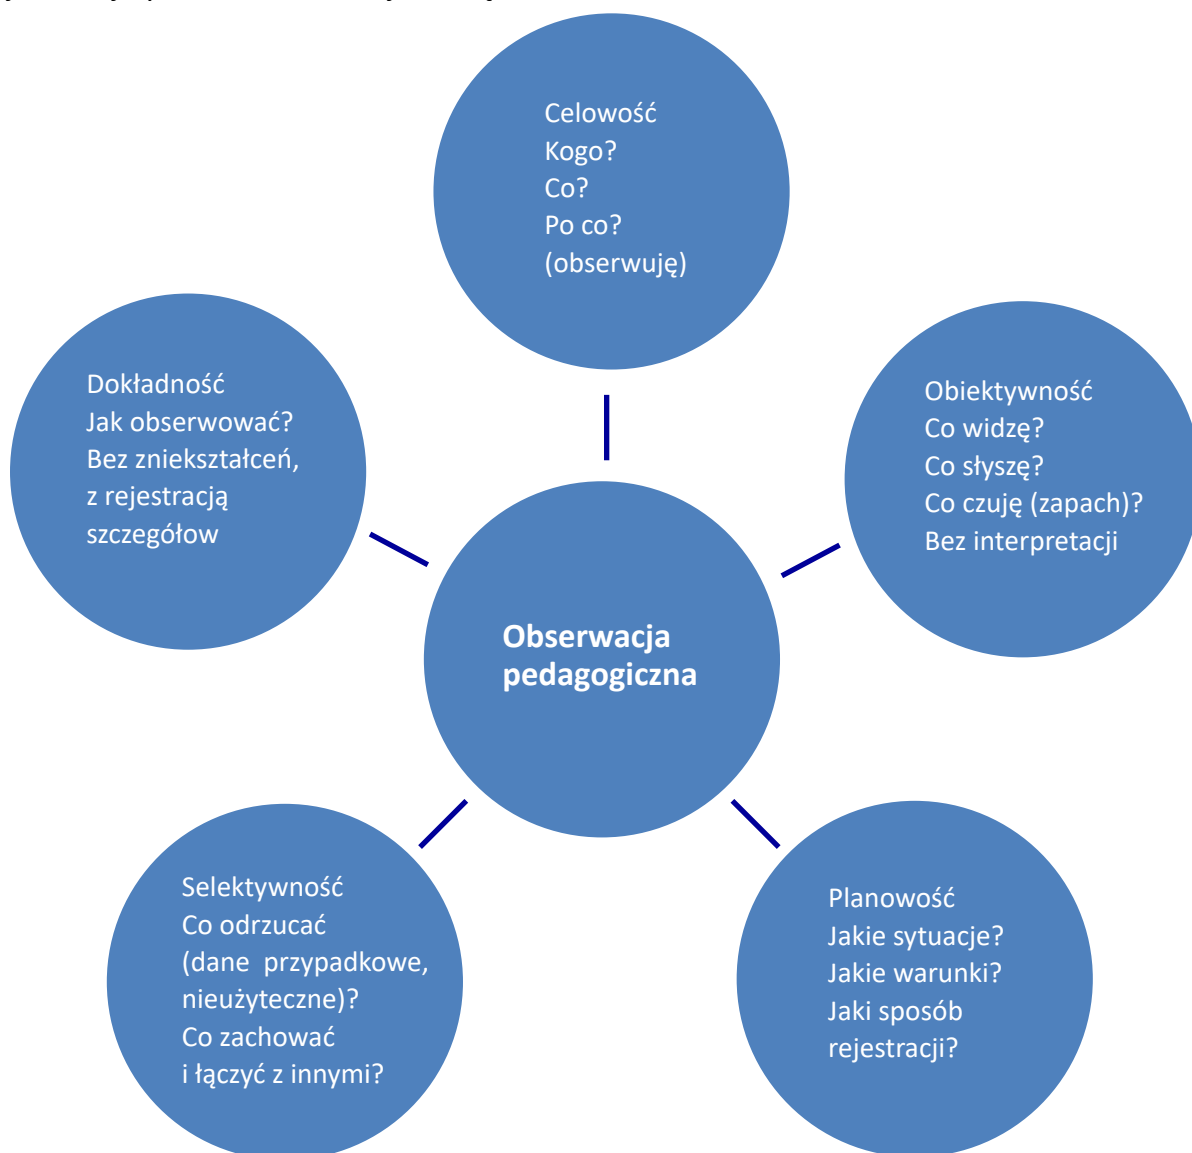 Celowość
Kogo?
Co?
Po co?
(obserwuję)
Obiektywność
Co widzę?
Co słyszę?
Co czuję (zapach)?
Bez interpretacji
Planowość
Jakie sytuacje?
Jakie warunki?
Jaki sposób
rejestracji?
Selektywność
Co odrzucać
(dane przypadkowe,
nieużyteczne)?
Co zachować
i łączyć z innymi?
Dokładność
Jak obserwować?
Bez zniekształceń,
z rejestracją
szczegółow
Obserwacja
pedagogiczna